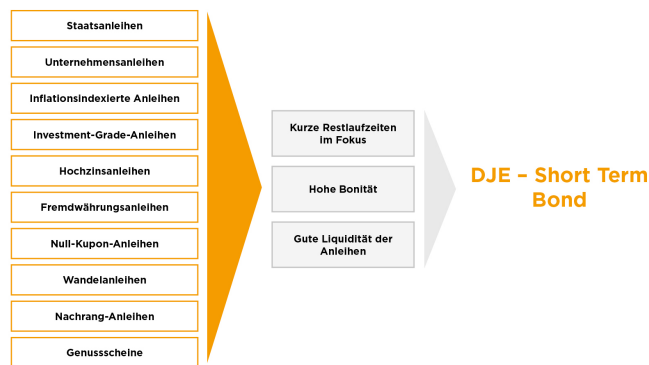 Staatsanleihen
Unternehmensanleihen
Inflationsindexierte Anleihen
Investment-Grade-Anleihen
Hochzinsanleihen
Fremdwährungsanleihen
Null-Kupon-Anleihen
Wandelanleihen
Nachrang-Anleihen
Genussscheine
Kurze Restlaufzeiten
im Fokus
Hohe Bonität
Gute Liquidität der
Anleihen
DJE – Short Term
Bond